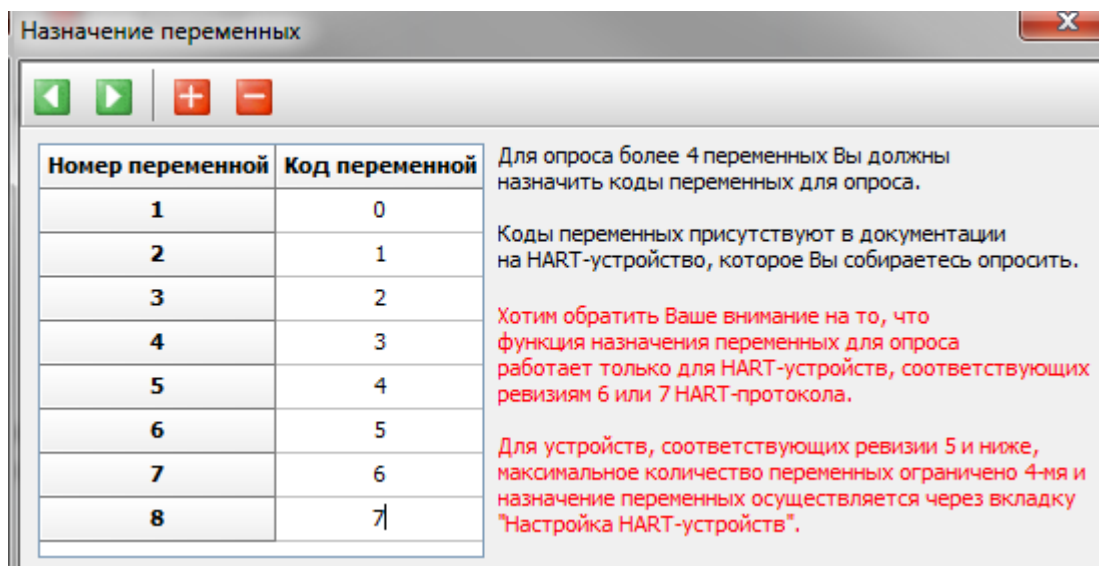 Назначение переменных
Номер переменной Код переменной
1 0
2 1
3 2
4 3
5 4
6 5
7 6
8 7
Для опроса более 4 переменных Вы должны
назначить коды переменных для опроса.
Коды переменных присутствуют в документации
на HART-устройство, которое Вы собираетесь опросить.
Хотим обратить Ваше внимание на то, что
функция назначения переменных для опроса
работает только для HART-устройств, соответствующих
ревизиям 6 или 7 HART-протокола.
Для устройств, соответствующих ревизии 5 и ниже,
максимальное количество переменных ограничено 4-мя и
назначение переменных осуществляется через вкладку
"Настройка HART-устройств".